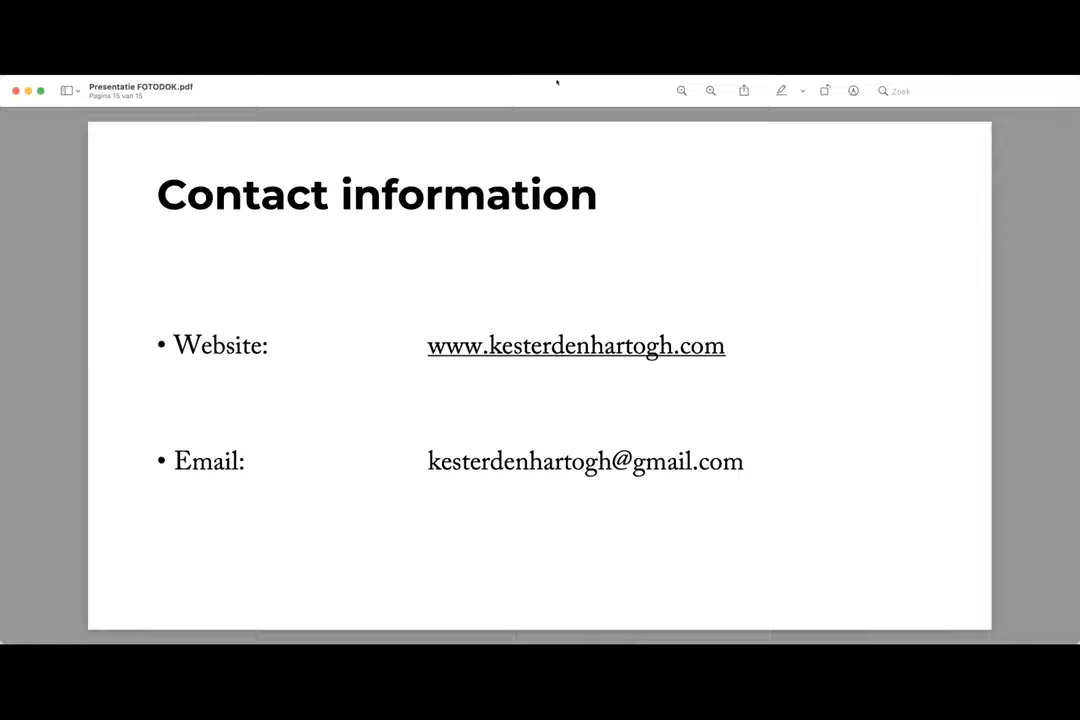 Presentatie FOTODOK.pdf
Pagina 15 van 15
Zoek
Contact information
• Website: www.kesterdenhartogh.com
• Email: kesterdenhartogh@gmail.com